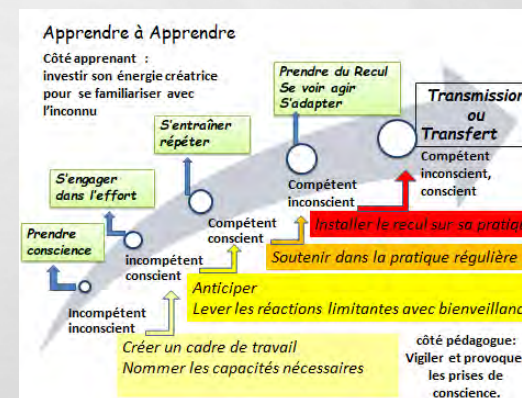 Apprendre à Apprendre
Côté apprenant :
investir son énergie créatrice
pour se familiariser avec
l'inconnu
Prendre du Recul
Se voir agir
S'adapter
Transmission
ou
Transfert
S'entraîner
répéter
Compétent
inconscient,
conscient
S'engager
dans l'effort
Compétent
inconscient
Installer le recul sur sa pratique
Prendre
conscience
Compétent
conscient
Soutenir dans la pratique régulière
incompétent
conscient
Anticiper
Lever les réactions limitantes avec bienveillanc
Incompétent
inconscient
Créer un cadre de travail
Nommer les capacités nécessaires
côté pédagogue:
Vigiler et provoque
les prises de
conscience.